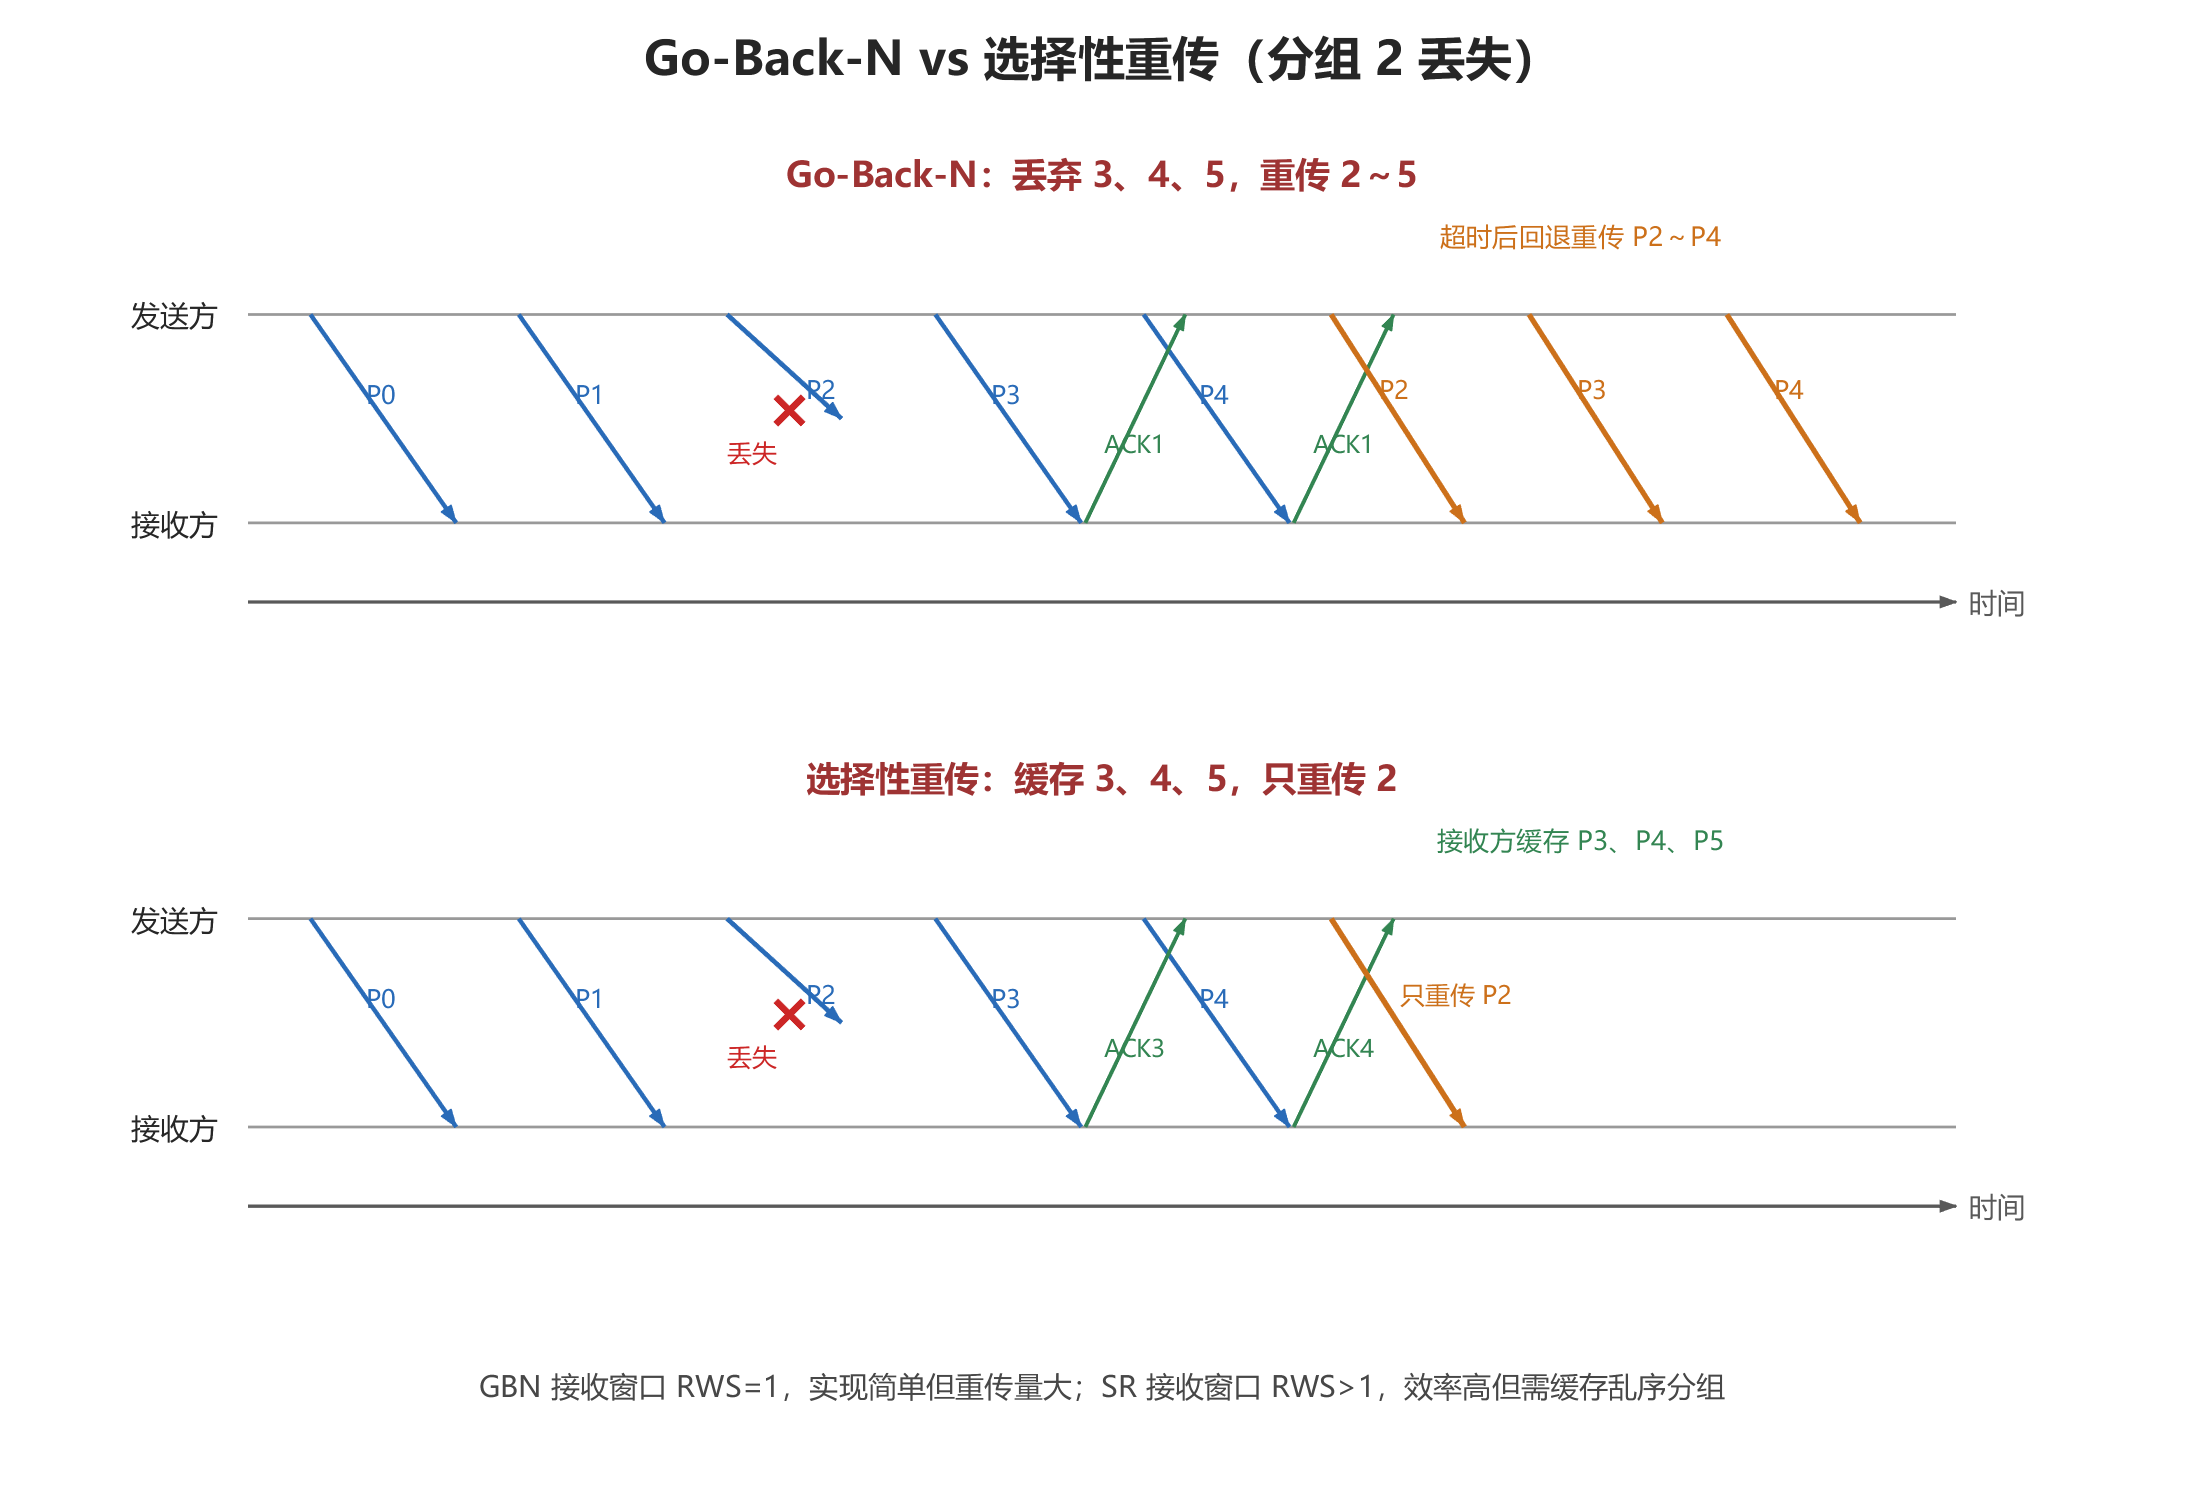 Go-Back-N vs 选择性重传（分组 2 丢失）
Go-Back-N：丢弃 3、4、5，重传 2～5
超时后回退重传 P2～P4
发送方
P0
P1
P2
P3
P4
P2
P3
P4
丢失
ACK1
ACK1
接收方
时间
选择性重传：缓存 3、4、5，只重传 2
接收方缓存 P3、P4、P5
发送方
P0
P1
P2
P3
P4
只重传 P2
丢失
ACK3
ACK4
接收方
时间
GBN 接收窗口 RWS=1，实现简单但重传量大；SR 接收窗口 RWS>1，效率高但需缓存乱序分组